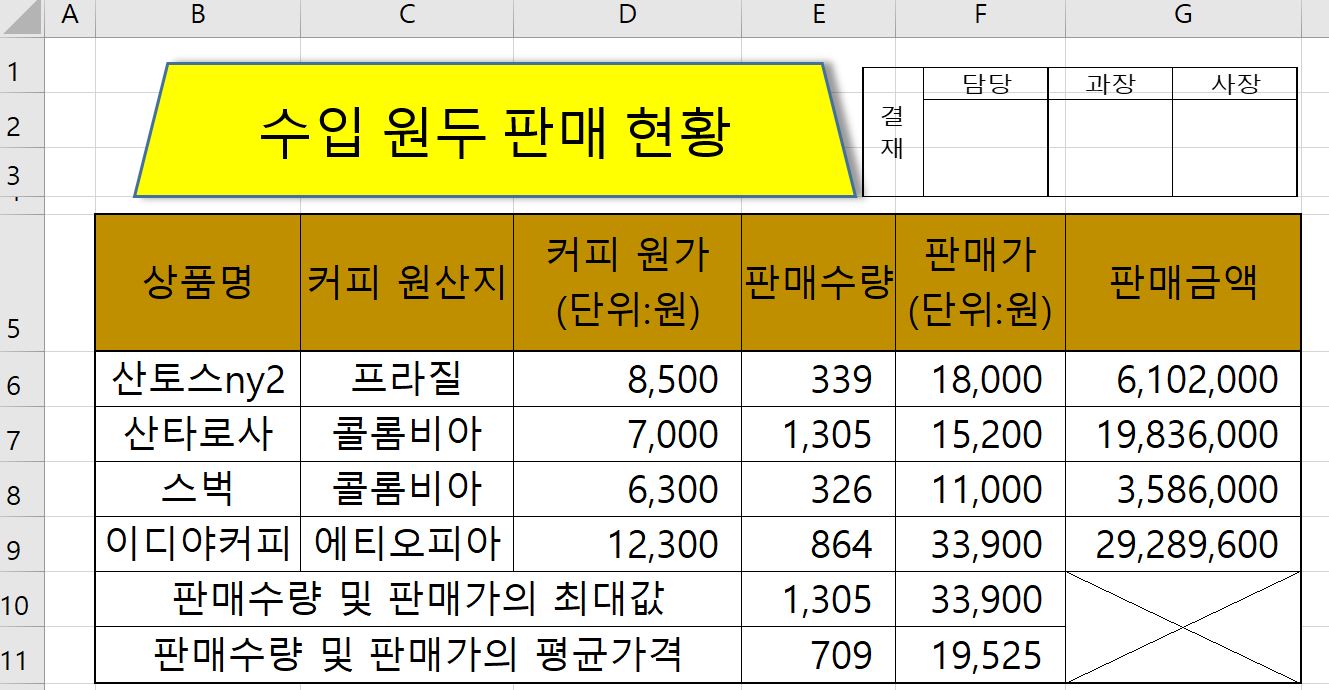 A B C D E F G
1
2
3
수입 원두 판매 현황
결
재
담당 과장 사장
5
상품명 커피 원산지 커피 원가 판매수량 판매가 판매금액
(단위:원) (단위:원)
6 산토스ny2 프라질 8,500 339 18,000 6,102,000
7 산타로사 콜롬비아 7,000 1,305 15,200 19,836,000
8 스벅 콜롬비아 6,300 326 11,000 3,586,000
9 이디야커피 에티오피아 12,300 864 33,900 29,289,600
10 판매수량 및 판매가의 최대값 1,305 33,900
11 판매수량 및 판매가의 평균가격 709 19,525